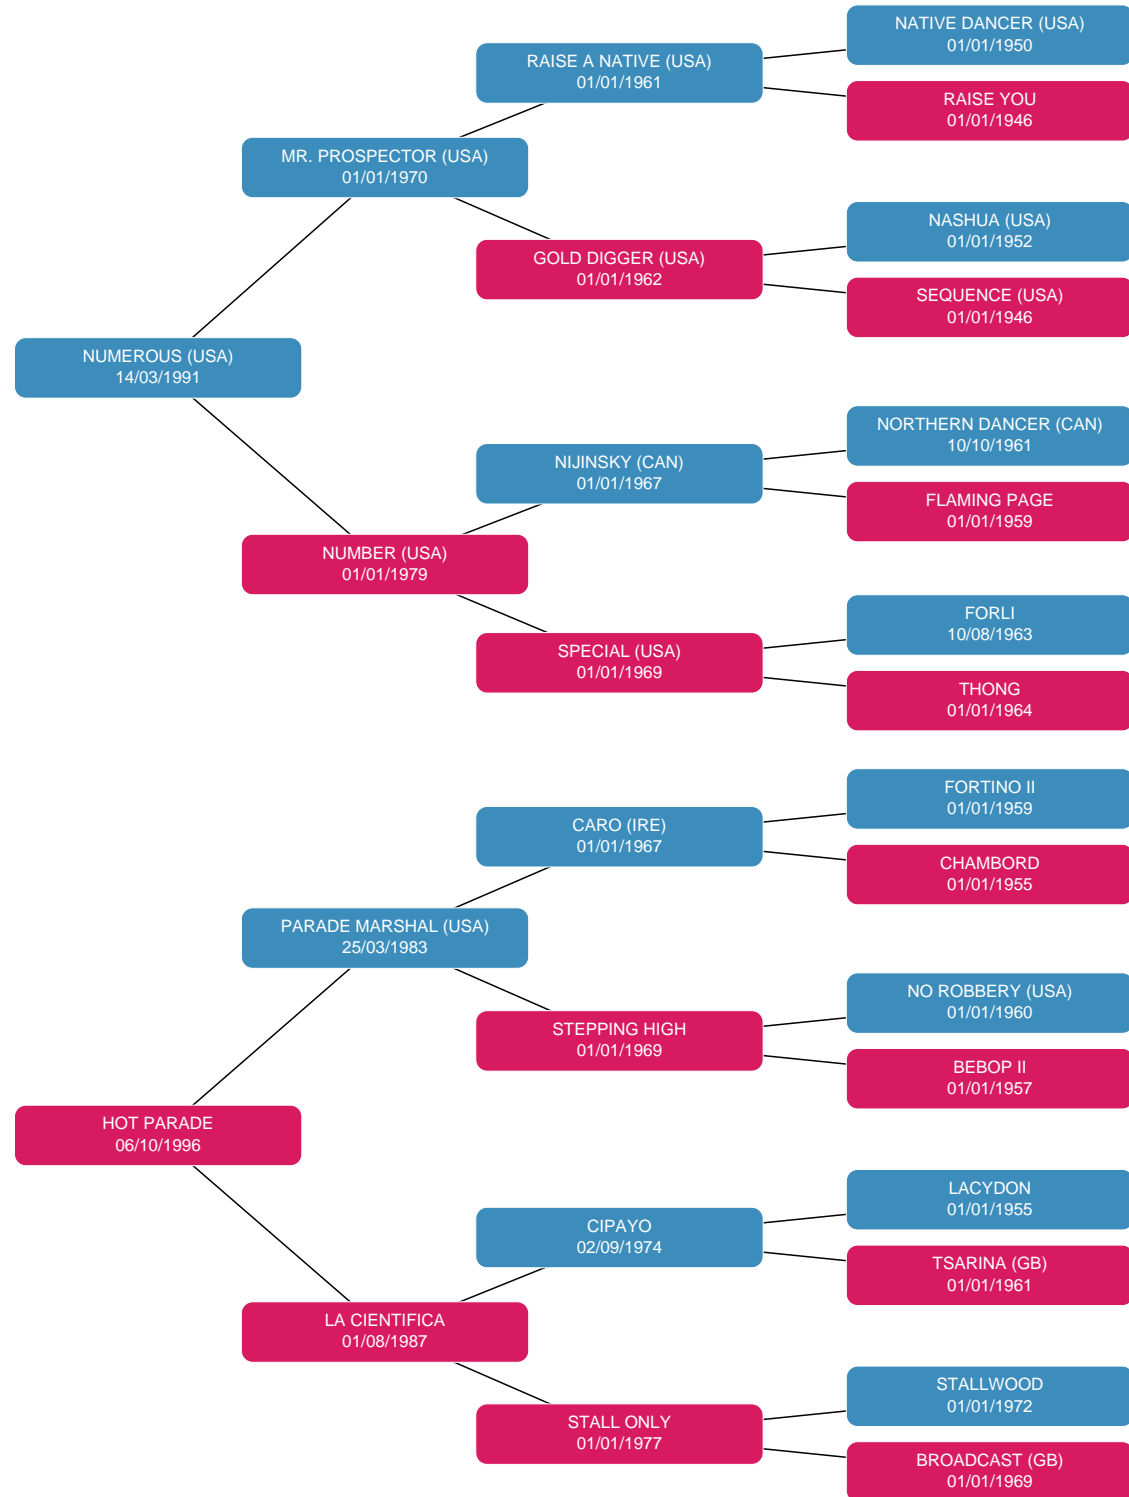 NATIVE DANCER (USA)
01/01/1950
RAISE A NATIVE (USA)
01/01/1961
RAISE YOU
01/01/1946
MR. PROSPECTOR (USA)
01/01/1970
NASHUA (USA)
01/01/1952
GOLD DIGGER (USA)
01/01/1962
SEQUENCE (USA)
01/01/1946
NUMEROUS (USA)
14/03/1991
NORTHERN DANCER (CAN)
10/10/1961
NIJINSKY (CAN)
01/01/1967
FLAMING PAGE
01/01/1959
NUMBER (USA)
01/01/1979
FORLI
10/08/1963
SPECIAL (USA)
01/01/1969
THONG
01/01/1964
FORTINO II
01/01/1959
CARO (IRE)
01/01/1967
CHAMBORD
01/01/1955
PARADE MARSHAL (USA)
25/03/1983
NO ROBBERY (USA)
01/01/1960
STEPPING HIGH
01/01/1969
BEBOP II
01/01/1957
HOT PARADE
06/10/1996
LACYDON
01/01/1955
CIPAYO
02/09/1974
TSARINA (GB)
01/01/1961
LA CIENTIFICA
01/08/1987
STALLWOOD
01/01/1972
STALL ONLY
01/01/1977
BROADCAST (GB)
01/01/1969